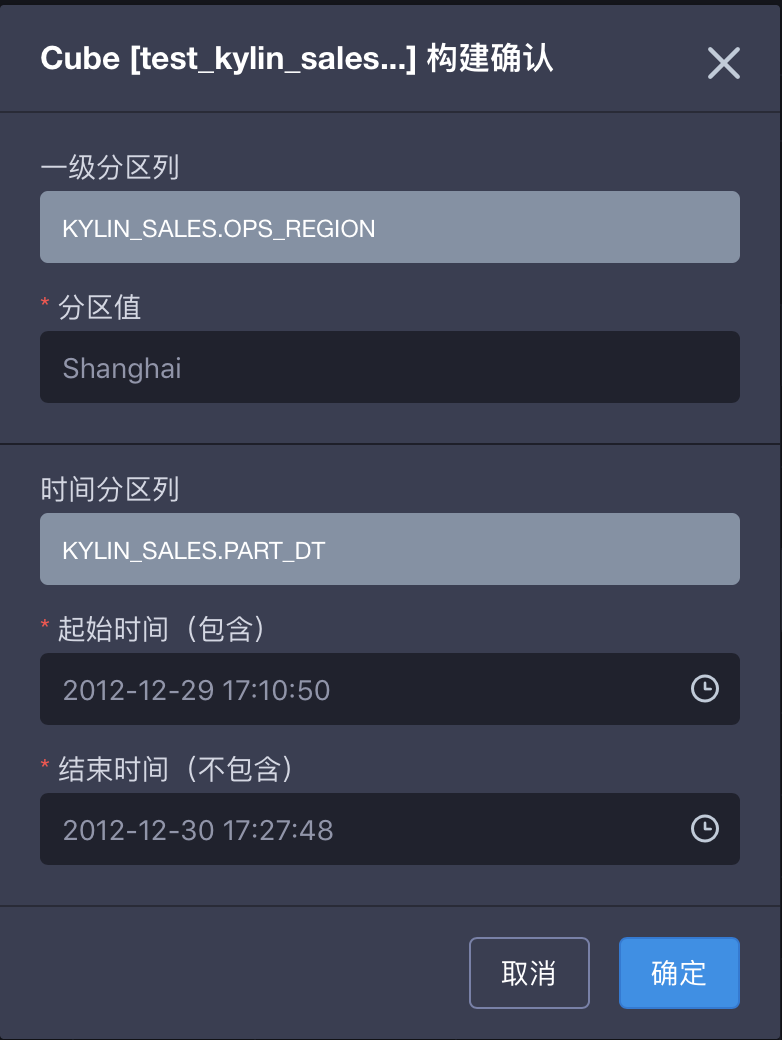 Cube [test_kylin_sales...] 构建确认
一级分区列
KYLIN_SALES.OPS_REGION
* 分区值
Shanghai
时间分区列
KYLIN_SALES.PART_DT
* 起始时间（包含）
2012-12-29 17:10:50
* 结束时间（不包含）
2012-12-30 17:27:48
取消
确定